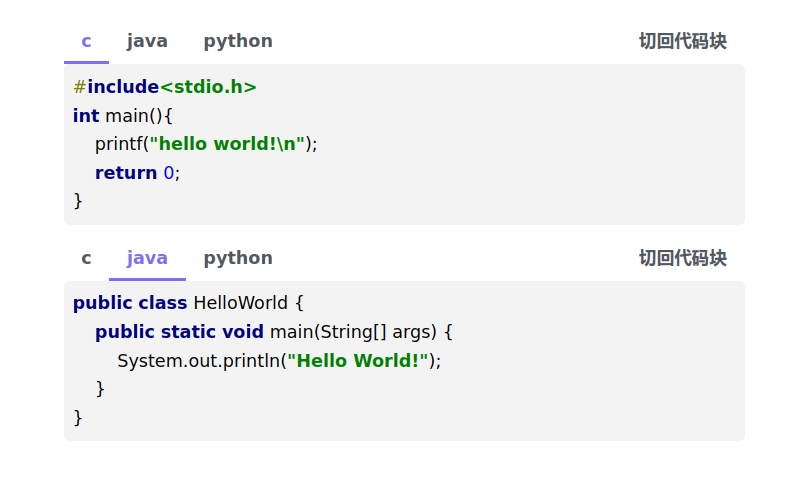 c java python 切回代码块
#include<stdio.h>
int main(){
    printf("hello world!\n");
    return 0;
}
c java python 切回代码块
public class HelloWorld {
    public static void main(String[] args) {
        System.out.println("Hello World!");
    }
}